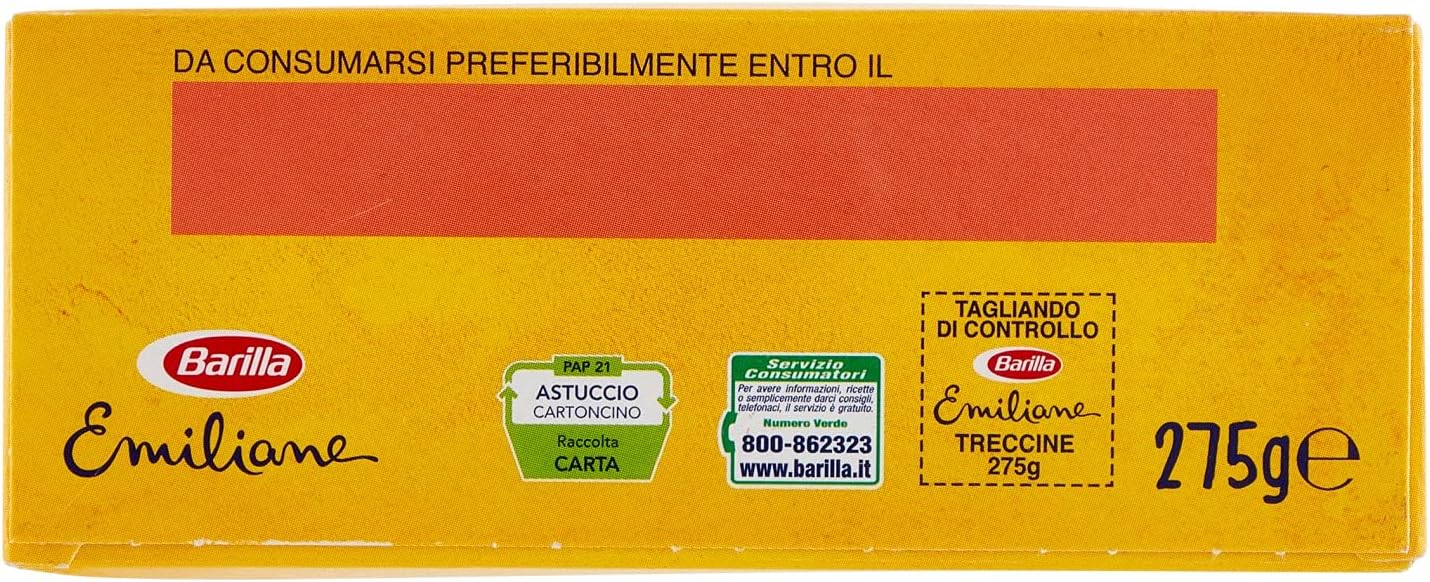 DA CONSUMARSI PREFERIBILMENTE ENTRO IL
Barilla
Emiliane
PAP 21
ASTUCCIO
CARTONCINO
Raccolta
CARTA
Servizio
Consumatori
Per avere informazioni, ricette
o semplicemente darci consigli,
telefonaci, il servizio è gratuito.
Numero Verde
800-862323
www.barilla.it
TAGLIANDO
DI CONTROLLO
Barilla
Emiliane
TRECCINE
275g
275g℮